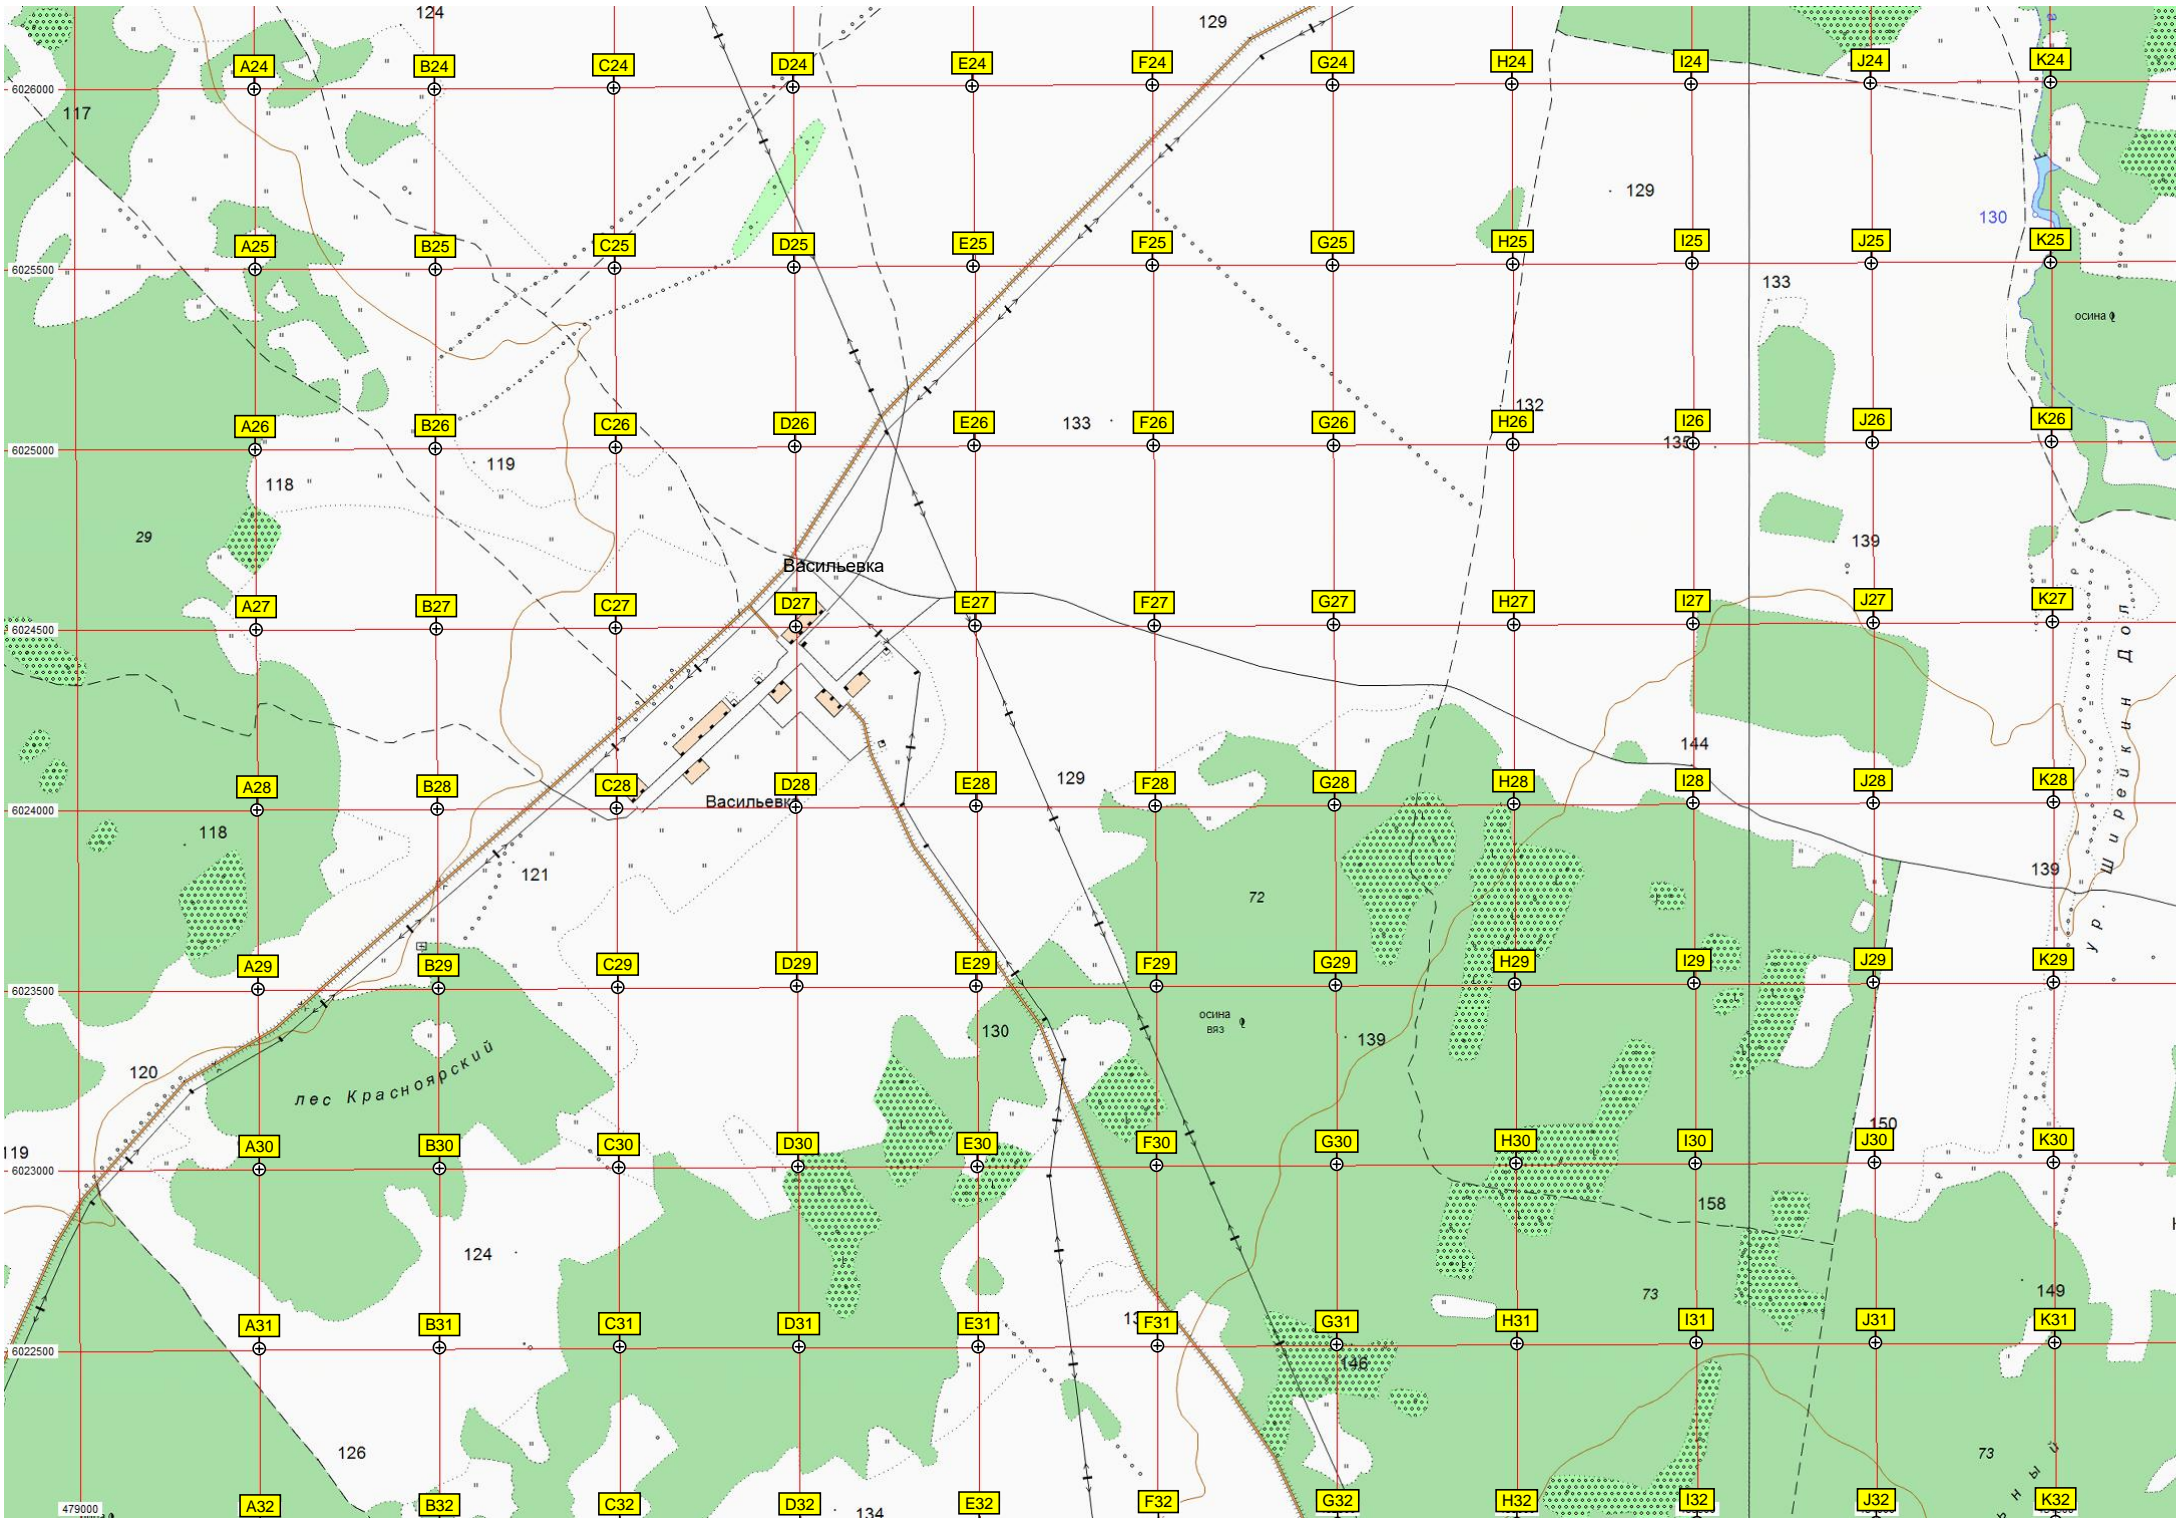 124
129
A24 B24 C24 D24 E24 F24 G24 H24 I24 J24 K24
6026000
117
129
130
A25 B25 C25 D25 E25 F25 G25 H25 I25 J25 K25
6025500
133
осина
132
A26 B26 C26 D26 E26 133 F26 G26 H26 I26 J26 K26
6025000
135
119
118
29
139
Васильевка
A27 B27 C27 D27 E27 F27 G27 H27 I27 J27 K27
6024500
ур. Ширейкин Дол
144
129
A28 B28 C28 D28 E28 F28 G28 H28 I28 J28 K28
6024000
Васильевка
118
121
72
139
A29 B29 C29 D29 E29 F29 G29 H29 I29 J29 K29
6023500
осина
вяз
130
139
лес Красноярский
120
150
119
A30 B30 C30 D30 E30 F30 G30 H30 I30 J30 K30
6023000
158
124
73
149
A31 B31 C31 D31 E31 F31 G31 H31 I31 J31 K31
6022500
146
126
73
ный
479000
A32 B32 C32 D32 E32 F32 G32 H32 I32 J32 K32
134